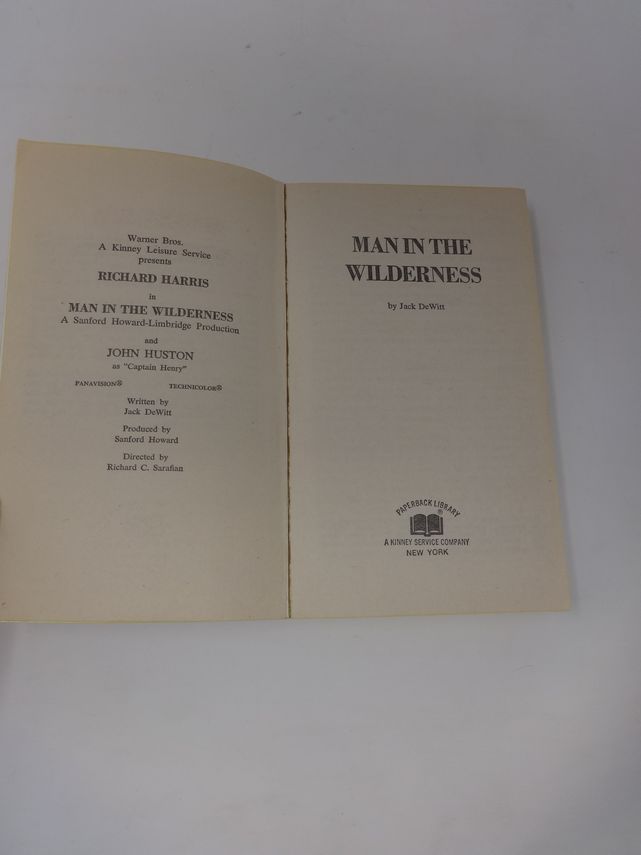 Warner Bros.
A Kinney Leisure Service
presents
RICHARD HARRIS
in
MAN IN THE WILDERNESS
A Sanford Howard-Limbridge Production
and
JOHN HUSTON
as "Captain Henry"
PANAVISION® TECHNICOLOR®
Written by
Jack DeWitt
Produced by
Sanford Howard
Directed by
Richard C. Sarafian
MAN IN THE
WILDERNESS
by Jack DeWitt
PAPERBACK LIBRARY
®
A KINNEY SERVICE COMPANY
NEW YORK